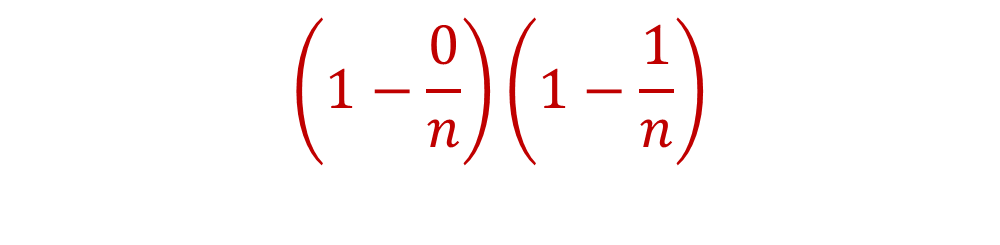 (1 − 0/n)(1 − 1/n)